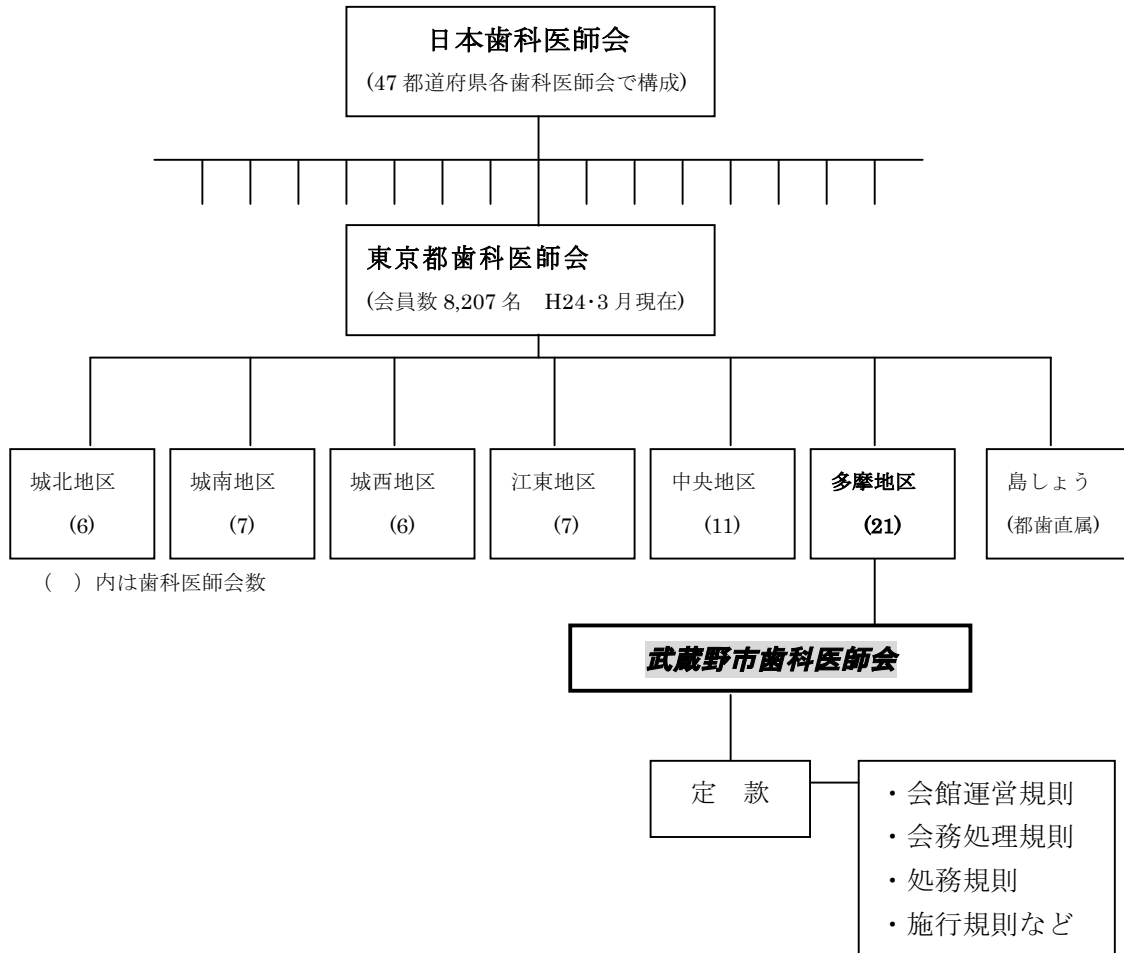 日本歯科医師会
(47 都道府県各歯科医師会で構成)
東京都歯科医師会
(会員数 8,207 名　H24・3 月現在)
城北地区
(6)
城南地区
(7)
城西地区
(6)
江東地区
(7)
中央地区
(11)
多摩地区
(21)
島しょう
(都歯直属)
（　）内は歯科医師会数
武蔵野市歯科医師会
定　款
・会館運営規則
・会務処理規則
・処務規則
・施行規則など